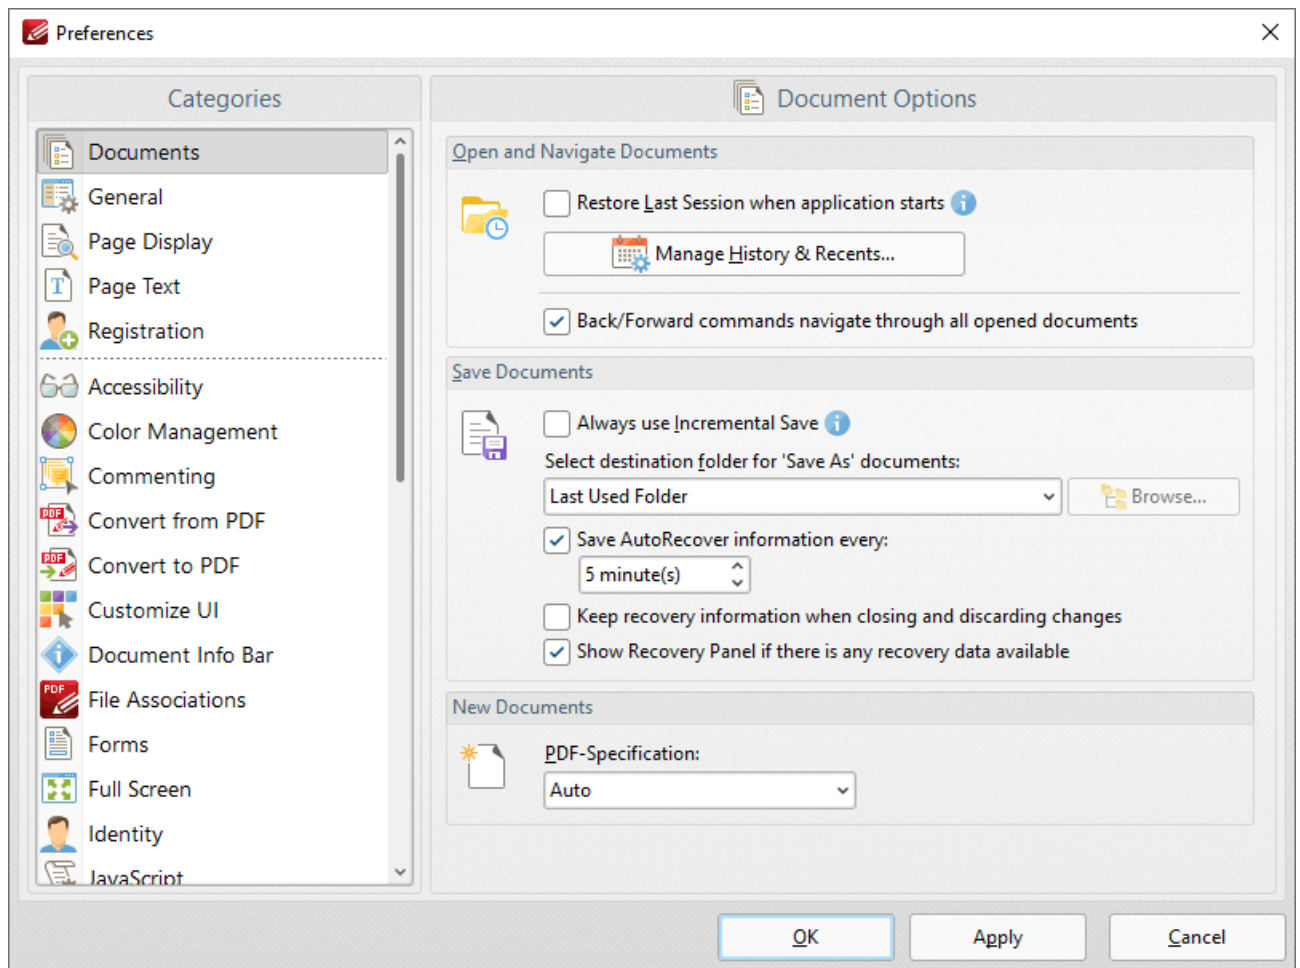 Preferences
Categories
Documents
General
Page Display
Page Text
Registration
Accessibility
Color Management
Commenting
Convert from PDF
Convert to PDF
Customize UI
Document Info Bar
File Associations
Forms
Full Screen
Identity
JavaScript
Document Options
Open and Navigate Documents
Restore Last Session when application starts
Manage History & Recents...
Back/Forward commands navigate through all opened documents
Save Documents
Always use Incremental Save
Select destination folder for 'Save As' documents:
Last Used Folder
Browse...
Save AutoRecover information every:
5 minute(s)
Keep recovery information when closing and discarding changes
Show Recovery Panel if there is any recovery data available
New Documents
PDF-Specification:
Auto
OK
Apply
Cancel